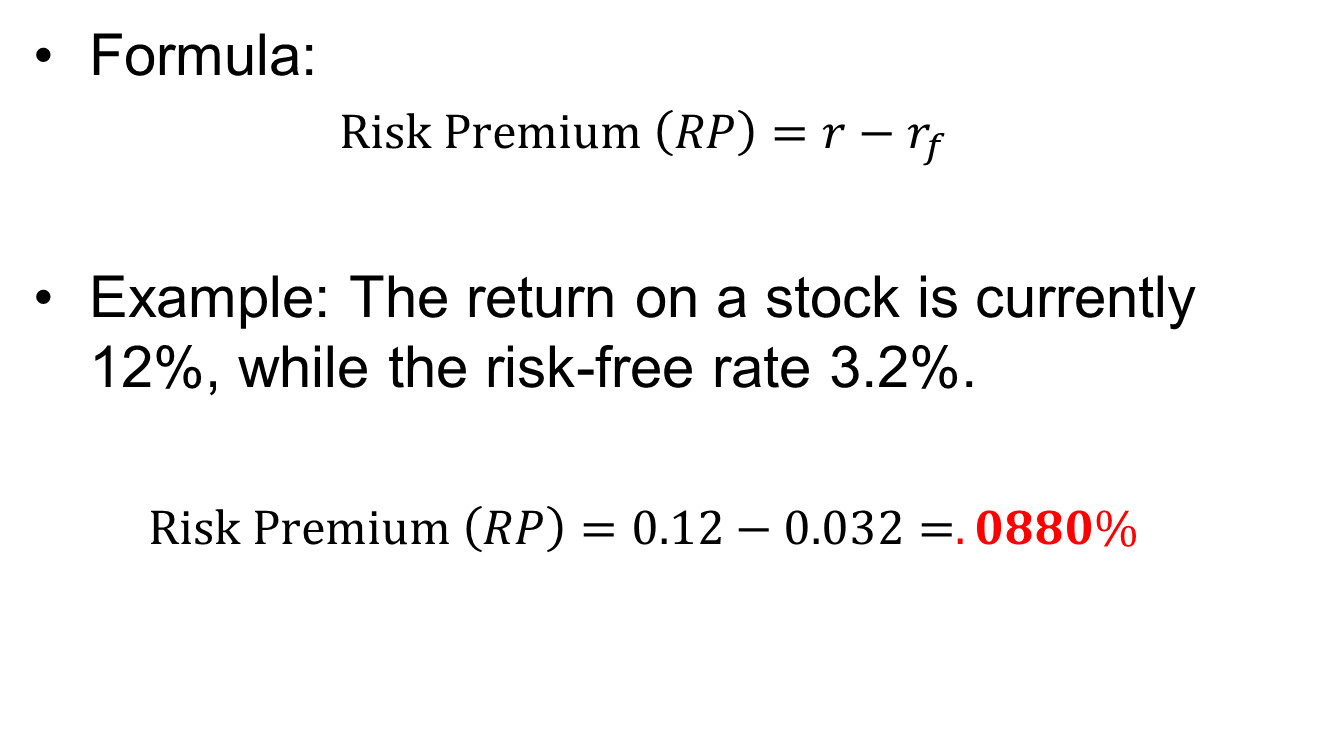 • Formula:
Risk Premium (RP) = r − r_f
• Example: The return on a stock is currently
12%, while the risk-free rate 3.2%.
Risk Premium (RP) = 0.12 − 0.032 =. 0880%